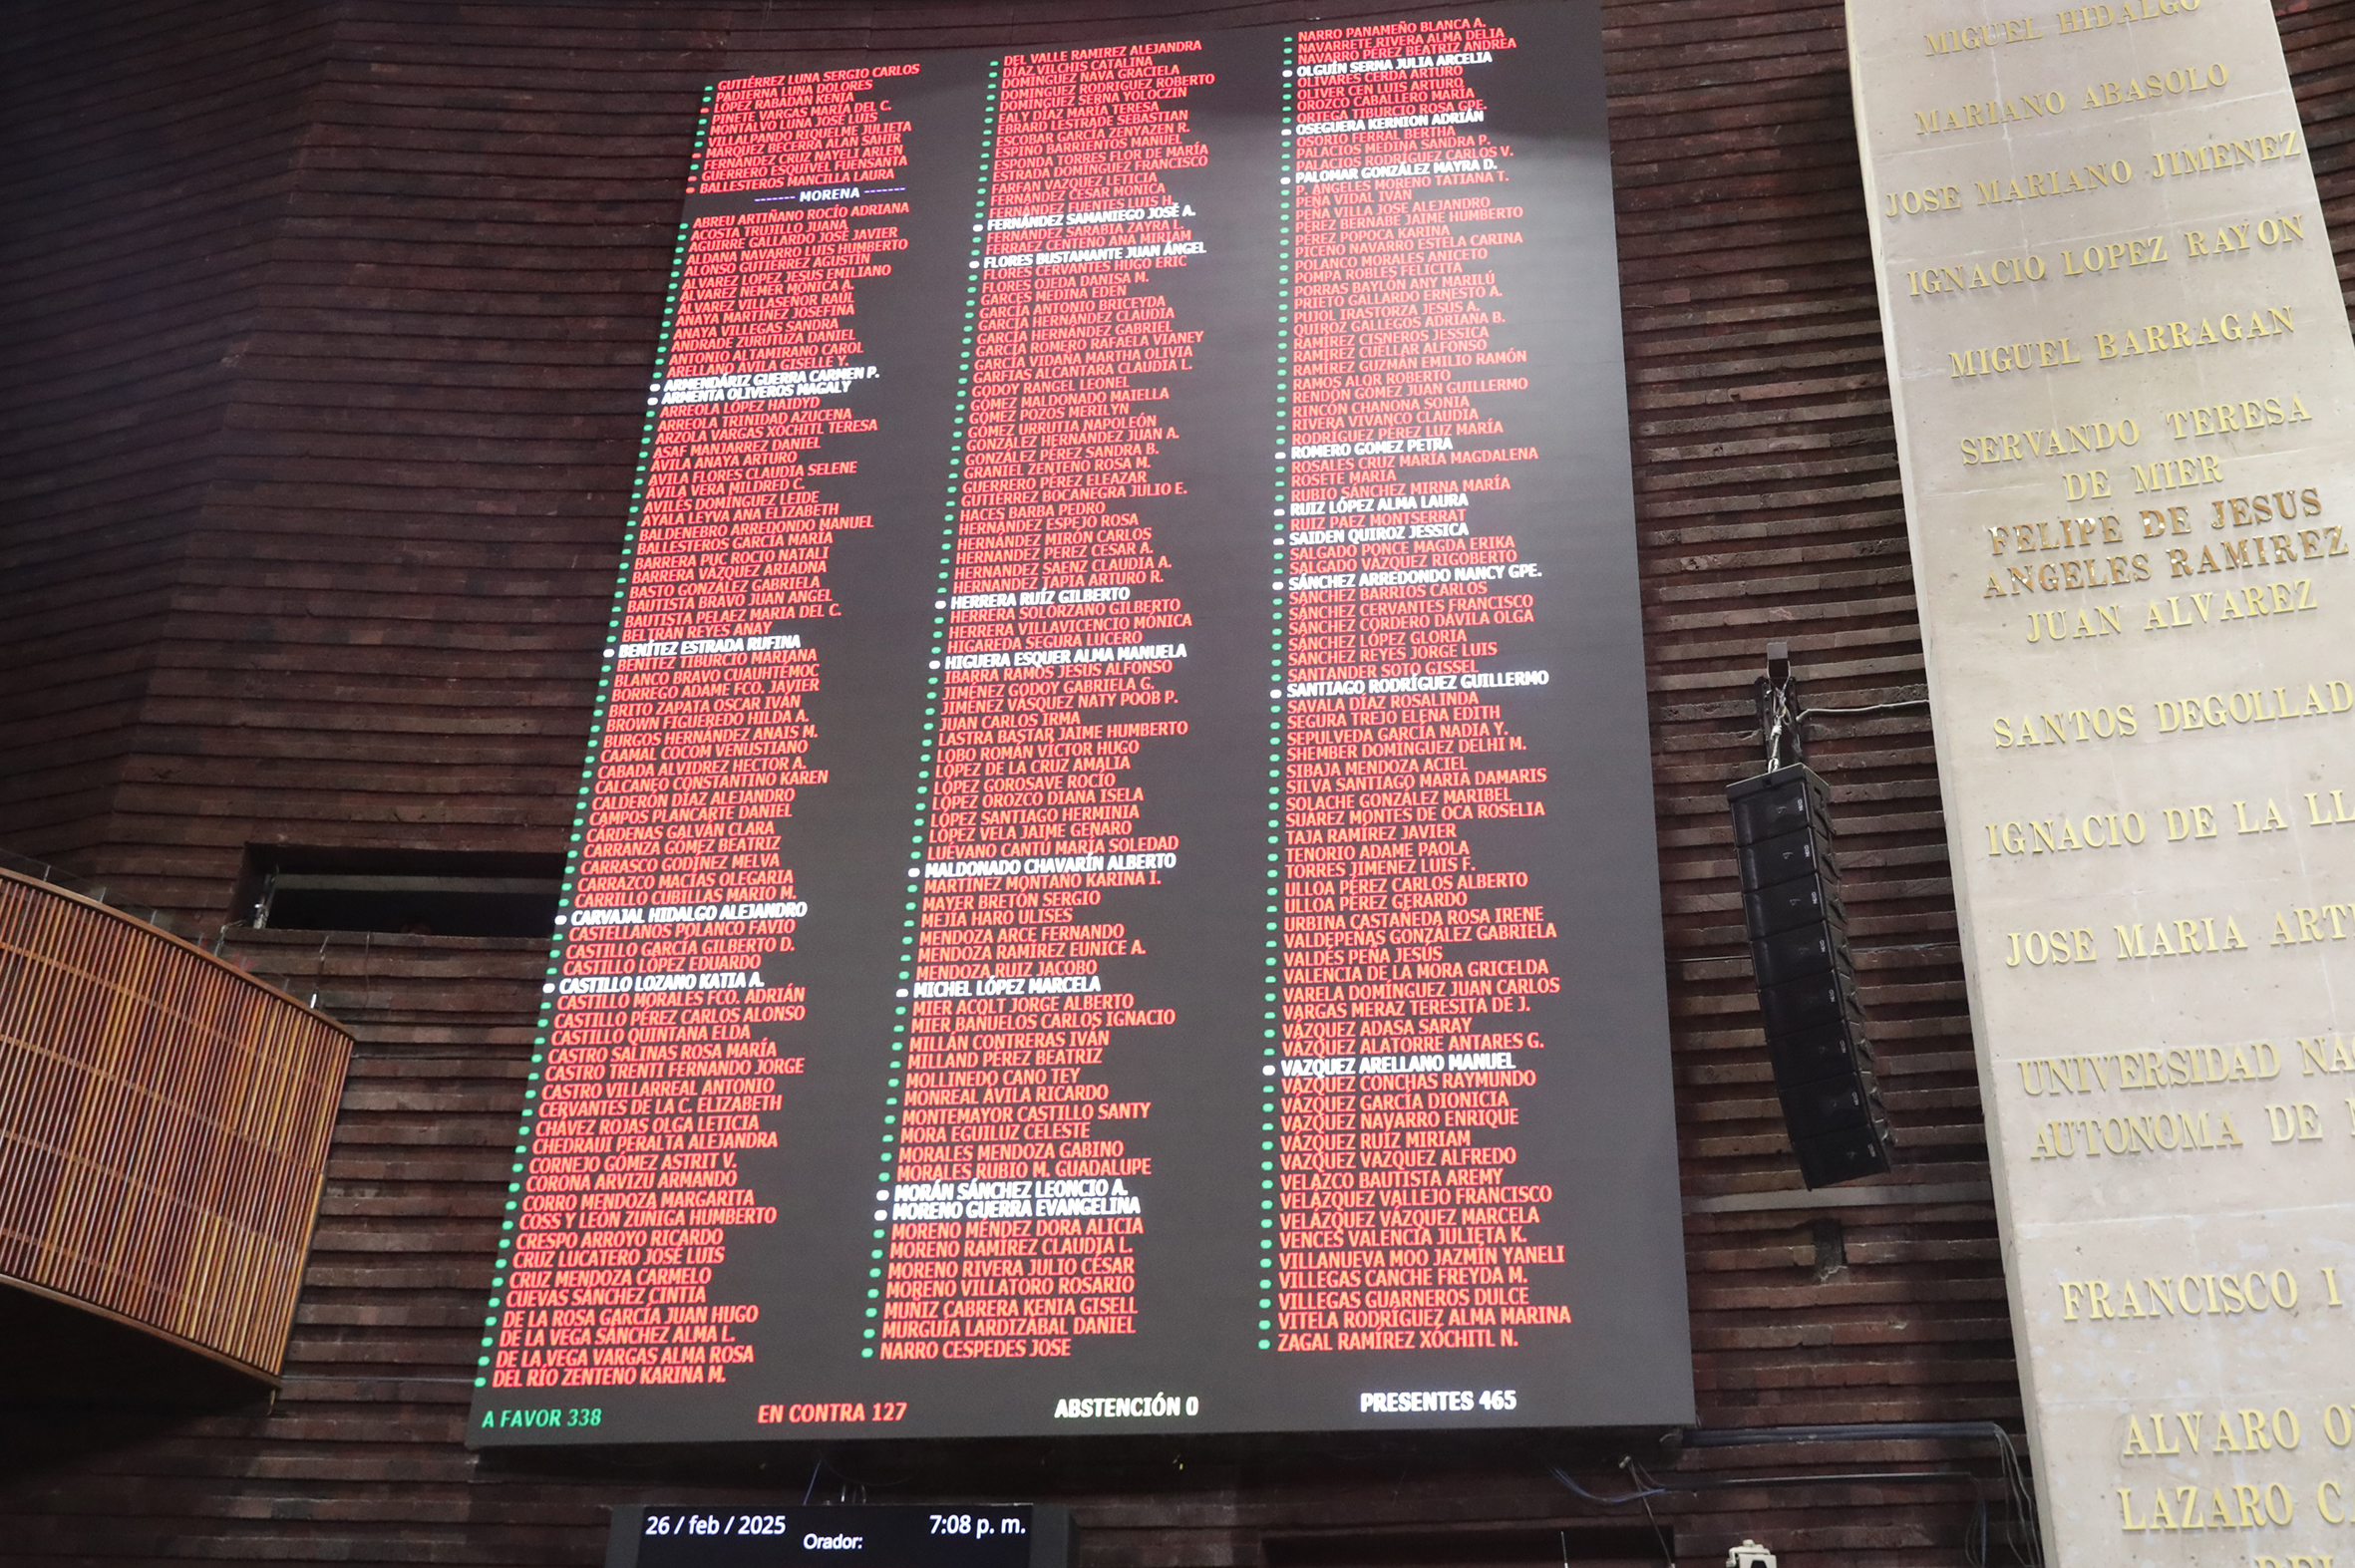 GUTIÉRREZ LUNA SERGIO CARLOS
PADIERNA LUNA DOLORES
LÓPEZ RABADÁN KENIA
PINETE VARGAS MARÍA DEL C.
MONTALVO LUNA JOSÉ LUIS
VILLALPANDO RIQUELME JULIETA
MÁRQUEZ BECERRA ALAN SAHIR
FERNÁNDEZ CRUZ NAYELI ARLEN
GUERRERO ESQUIVEL FUENSANTA
BALLESTEROS MANCILLA LAURA
------- MORENA -------
ABREU ARTIÑANO ROCÍO ADRIANA
ACOSTA TRUJILLO JUANA
AGUIRRE GALLARDO JOSÉ JAVIER
ALDANA NAVARRO LUIS HUMBERTO
ALONSO GUTIÉRREZ AGUSTÍN
ÁLVAREZ LÓPEZ JESÚS EMILIANO
ÁLVAREZ NEMER MÓNICA A.
ÁLVAREZ VILLASEÑOR RAÚL
ANAYA MARTÍNEZ JOSEFINA
ANAYA VILLEGAS SANDRA
ANDRADE ZURUTUZA DANIEL
ANTONIO ALTAMIRANO CAROL
ARELLANO ÁVILA GISELLE Y.
ARMENDÁRIZ GUERRA CARMEN P.
ARMENTA OLIVEROS MAGALY
ARREOLA LÓPEZ HAIDYD
ARREOLA TRINIDAD AZUCENA
ARZOLA VARGAS XÓCHITL TERESA
ASAF MANJARREZ DANIEL
ÁVILA ANAYA ARTURO
ÁVILA FLORES CLAUDIA SELENE
ÁVILA VERA MILDRED C.
AVILÉS DOMÍNGUEZ LEIDE
AYALA LEYVA ANA ELIZABETH
BALDENEBRO ARREDONDO MANUEL
BALLESTEROS GARCÍA MARÍA
BARRERA PUC ROCÍO NATALÍ
BARRERA VÁZQUEZ ARIADNA
BASTO GONZÁLEZ GABRIELA
BAUTISTA BRAVO JUAN ÁNGEL
BAUTISTA PELÁEZ MARÍA DEL C.
BELTRÁN REYES ANAY
BENÍTEZ ESTRADA RUFINA
BENÍTEZ TIBURCIO MARIANA
BLANCO BRAVO CUAUHTÉMOC
BORREGO ADAME FCO. JAVIER
BRITO ZAPATA OSCAR IVÁN
BROWN FIGUEREDO HILDA A.
BURGOS HERNÁNDEZ ANAIS M.
CAAMAL COCOM VENUSTIANO
CABADA ALVIDREZ HÉCTOR A.
CALCÁNEO CONSTANTINO KAREN
CALDERÓN DÍAZ ALEJANDRO
CAMPOS PLANCARTE DANIEL
CÁRDENAS GALVÁN CLARA
CARRANZA GÓMEZ BEATRIZ
CARRASCO GODÍNEZ MELVA
CARRAZCO MACÍAS OLEGARIA
CARRILLO CUBILLAS MARIO M.
CARVAJAL HIDALGO ALEJANDRO
CASTELLANOS POLANCO FAVIO
CASTILLO GARCÍA GILBERTO D.
CASTILLO LÓPEZ EDUARDO
CASTILLO LOZANO KATIA A.
CASTILLO MORALES FCO. ADRIÁN
CASTILLO PÉREZ CARLOS ALONSO
CASTILLO QUINTANA ELDA
CASTRO SALINAS ROSA MARÍA
CASTRO TRENTI FERNANDO JORGE
CASTRO VILLARREAL ANTONIO
CERVANTES DE LA C. ELIZABETH
CHÁVEZ ROJAS OLGA LETICIA
CHEDRAUI PERALTA ALEJANDRA
CORNEJO GÓMEZ ASTRIT V.
CORONA ARVIZU ARMANDO
CORRO MENDOZA MARGARITA
COSS Y LEÓN ZÚÑIGA HUMBERTO
CRESPO ARROYO RICARDO
CRUZ LUCATERO JOSÉ LUIS
CRUZ MENDOZA CARMELO
CUEVAS SÁNCHEZ CINTIA
DE LA ROSA GARCÍA JUAN HUGO
DE LA VEGA SÁNCHEZ ALMA L.
DE LA VEGA VARGAS ALMA ROSA
DEL RÍO ZENTENO KARINA M.
DEL VALLE RAMÍREZ ALEJANDRA
DÍAZ VILCHIS CATALINA
DOMÍNGUEZ NAVA GRACIELA
DOMÍNGUEZ RODRÍGUEZ ROBERTO
DOMÍNGUEZ SERNA YOLOCZIN
EALY DÍAZ MARÍA TERESA
EBRARD LESTRADE SEBASTIAN
ESCOBAR GARCÍA ZENYAZEN R.
ESPINO BARRIENTOS MANUEL
ESPONDA TORRES FLOR DE MARÍA
ESTRADA DOMÍNGUEZ FRANCISCO
FARFÁN VÁZQUEZ LETICIA
FERNÁNDEZ CÉSAR MÓNICA
FERNÁNDEZ FUENTES LUIS H.
FERNÁNDEZ SAMANIEGO JOSÉ A.
FERNÁNDEZ SARABIA ZAYRA L.
FERRÁEZ CENTENO ANA MIRIAM
FLORES BUSTAMANTE JUAN ÁNGEL
FLORES CERVANTES HUGO ERIC
FLORES OJEDA DANISA M.
GARCÉS MEDINA EDEN
GARCÍA ANTONIO BRICEYDA
GARCÍA HERNÁNDEZ CLAUDIA
GARCÍA HERNÁNDEZ GABRIEL
GARCÍA ROMERO RAFAELA VIANEY
GARCÍA VIDAÑA MARTHA OLIVIA
GARFIAS ALCANTARA CLAUDIA L.
GODOY RANGEL LEONEL
GÓMEZ MALDONADO MAIELLA
GÓMEZ POZOS MERILYN
GÓMEZ URRUTIA NAPOLEÓN
GONZÁLEZ HERNÁNDEZ JUAN A.
GONZÁLEZ PÉREZ SANDRA B.
GRANIEL ZENTENO ROSA M.
GUERRERO PÉREZ ELEAZAR
GUTIÉRREZ BOCANEGRA JULIO E.
HACES BARBA PEDRO
HERNÁNDEZ ESPEJO ROSA
HERNÁNDEZ MIRÓN CARLOS
HERNÁNDEZ PÉREZ CESAR A.
HERNÁNDEZ SAENZ CLAUDIA A.
HERNÁNDEZ TAPIA ARTURO R.
HERRERA RUÍZ GILBERTO
HERRERA SOLÓRZANO GILBERTO
HERRERA VILLAVICENCIO MÓNICA
HIGAREDA SEGURA LUCERO
HIGUERA ESQUER ALMA MANUELA
IBARRA RAMOS JESÚS ALFONSO
JIMÉNEZ GODOY GABRIELA G.
JIMÉNEZ VÁSQUEZ NATY POOB P.
JUAN CARLOS IRMA
LASTRA BASTAR JAIME HUMBERTO
LOBO ROMÁN VÍCTOR HUGO
LÓPEZ DE LA CRUZ AMALIA
LÓPEZ GOROSAVE ROCÍO
LÓPEZ OROZCO DIANA ISELA
LÓPEZ SANTIAGO HERMINIA
LÓPEZ VELA JAIME GENARO
LUÉVANO CANTÚ MARÍA SOLEDAD
MALDONADO CHAVARÍN ALBERTO
MARTÍNEZ MONTAÑO KARINA I.
MAYER BRETÓN SERGIO
MEJÍA HARO ULISES
MENDOZA ARCE FERNANDO
MENDOZA RAMÍREZ EUNICE A.
MENDOZA RUIZ JACOBO
MICHEL LÓPEZ MARCELA
MIER ACOLT JORGE ALBERTO
MIER BAÑUELOS CARLOS IGNACIO
MILLÁN CONTRERAS IVÁN
MILLAND PÉREZ BEATRIZ
MOLLINEDO CANO TEY
MONREAL ÁVILA RICARDO
MONTEMAYOR CASTILLO SANTY
MORA EGUILUZ CELESTE
MORALES MENDOZA GABINO
MORALES RUBIO M. GUADALUPE
MORÁN SÁNCHEZ LEONCIO A.
MORENO GUERRA EVANGELINA
MORENO MÉNDEZ DORA ALICIA
MORENO RAMÍREZ CLAUDIA L.
MORENO RIVERA JULIO CÉSAR
MORENO VILLATORO ROSARIO
MUÑIZ CABRERA KENIA GISELL
MURGUÍA LARDIZÁBAL DANIEL
NARRO CESPEDES JOSE
NARRO PANAMEÑO BLANCA A.
NAVARRETE RIVERA ALMA DELIA
NAVARRO PÉREZ BEATRIZ ANDREA
OLGUÍN SERNA JULIA ARCELIA
OLIVARES CERDA ARTURO
OLIVER CEN LUIS ARTURO
OROZCO CABALLERO MARÍA
ORTEGA TIBURCIO ROSA GPE.
OSEGUERA KERNION ADRIÁN
OSORIO FERRAL BERTHA
PALACIOS MEDINA SANDRA P.
PALACIOS RODRÍGUEZ CARLOS V.
PALOMAR GONZÁLEZ MAYRA D.
P. ÁNGELES MORENO TATIANA T.
PEÑA VIDAL IVÁN
PEÑA VILLA JOSÉ ALEJANDRO
PÉREZ BERNABE JAIME HUMBERTO
PÉREZ POPOCA KARINA
PICENO NAVARRO ESTELA CARINA
POLANCO MORALES ANICETO
POMPA ROBLES FELICITA
PORRAS BAYLÓN ANY MARILÚ
PRIETO GALLARDO ERNESTO A.
PUJOL IRASTORZA JESÚS A.
QUIROZ GALLEGOS ADRIANA B.
RAMÍREZ CISNEROS JESSICA
RAMÍREZ CUELLAR ALFONSO
RAMÍREZ GUZMÁN EMILIO RAMÓN
RAMOS ALOR ROBERTO
RENDÓN GÓMEZ JUAN GUILLERMO
RINCÓN CHANONA SONIA
RIVERA VIVANCO CLAUDIA
RODRÍGUEZ PÉREZ LUZ MARÍA
ROMERO GOMEZ PETRA
ROSALES CRUZ MARÍA MAGDALENA
ROSETE MARIA
RUBIO SÁNCHEZ MIRNA MARÍA
RUIZ LÓPEZ ALMA LAURA
RUIZ PAEZ MONTSERRAT
SAIDEN QUIROZ JESSICA
SALGADO PONCE MAGDA ERIKA
SALGADO VÁZQUEZ RIGOBERTO
SÁNCHEZ ARREDONDO NANCY GPE.
SÁNCHEZ BARRIOS CARLOS
SÁNCHEZ CERVANTES FRANCISCO
SÁNCHEZ CORDERO DÁVILA OLGA
SÁNCHEZ LÓPEZ GLORIA
SÁNCHEZ REYES JORGE LUIS
SANTANDER SOTO GISSEL
SANTIAGO RODRÍGUEZ GUILLERMO
SAVALA DÍAZ ROSALINDA
SEGURA TREJO ELENA EDITH
SEPULVEDA GARCÍA NADIA Y.
SHEMBER DOMÍNGUEZ DELHI M.
SIBAJA MENDOZA ACIEL
SILVA SANTIAGO MARÍA DAMARIS
SOLACHE GONZÁLEZ MARIBEL
SUÁREZ MONTES DE OCA ROSELIA
TAJA RAMÍREZ JAVIER
TENORIO ADAME PAOLA
TORRES JIMÉNEZ LUIS F.
ULLOA PÉREZ CARLOS ALBERTO
ULLOA PÉREZ GERARDO
URBINA CASTAÑEDA ROSA IRENE
VALDEPEÑAS GONZÁLEZ GABRIELA
VALDÉS PEÑA JESÚS
VALENCIA DE LA MORA GRICELDA
VARELA DOMÍNGUEZ JUAN CARLOS
VARGAS MERAZ TERESITA DE J.
VÁZQUEZ ADASA SARAY
VÁZQUEZ ALATORRE ANTARES G.
VAZQUEZ ARELLANO MANUEL
VÁZQUEZ CONCHAS RAYMUNDO
VÁZQUEZ GARCÍA DIONICIA
VÁZQUEZ NAVARRO ENRIQUE
VÁZQUEZ RUÍZ MIRIAM
VAZQUEZ VAZQUEZ ALFREDO
VELAZCO BAUTISTA AREMY
VELÁZQUEZ VALLEJO FRANCISCO
VELÁZQUEZ VÁZQUEZ MARCELA
VENCES VALENCIA JULIETA K.
VILLANUEVA MOO JAZMÍN YANELI
VILLEGAS CANCHE FREYDA M.
VILLEGAS GUARNEROS DULCE
VITELA RODRÍGUEZ ALMA MARINA
ZAGAL RAMÍREZ XÓCHITL N.
A FAVOR 338
EN CONTRA 127
ABSTENCIÓN 0
PRESENTES 465
26 / feb / 2025
7:08 p. m.
Orador:
MIGUEL HIDALGO
MARIANO ABASOLO
JOSE MARIANO JIMENEZ
IGNACIO LOPEZ RAYON
MIGUEL BARRAGAN
SERVANDO TERESA
DE MIER
FELIPE DE JESUS
ANGELES RAMIREZ
JUAN ALVAREZ
SANTOS DEGOLLAD
IGNACIO DE LA LL
JOSE MARIA ART
UNIVERSIDAD NA
AUTONOMA DE
FRANCISCO I
ALVARO O
LAZARO C